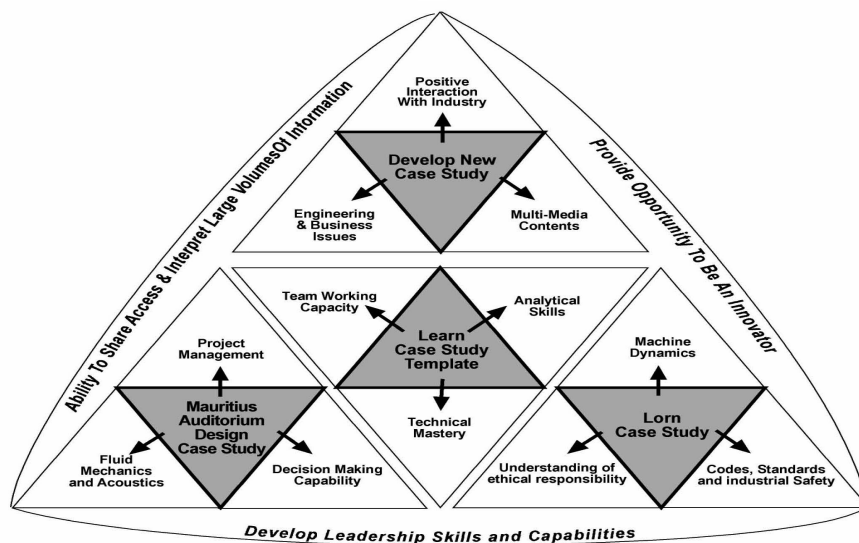 Positive
Interaction
With Industry
Develop New
Case Study
Engineering
& Business
Issues
Multi-Media
Contents
Ability To Share Access & Interpret Large VolumesOf Information
Provide Opportunity To Be An Innovator
Team Working
Capacity
Analytical
Skills
Learn
Case Study
Template
Technical
Mastery
Project
Management
Mauritius
Auditorium
Design
Case Study
Fluid
Mechanics
and Acoustics
Decision Making
Capability
Machine
Dynamics
Lorn
Case Study
Understanding of
ethical responsibility
Codes, Standards
and industrial Safety
Develop Leadership Skills and Capabilities